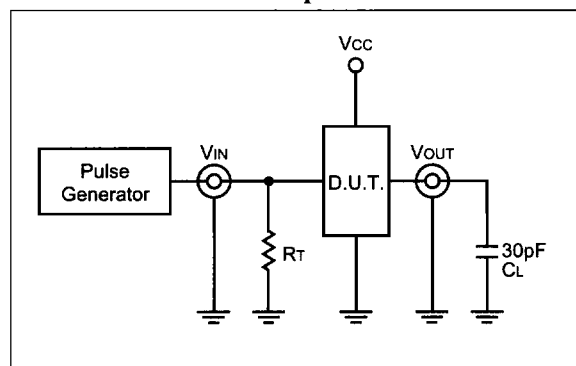 VCC
VIN
VOUT
Pulse
Generator
D.U.T.
RT
30pF
CL